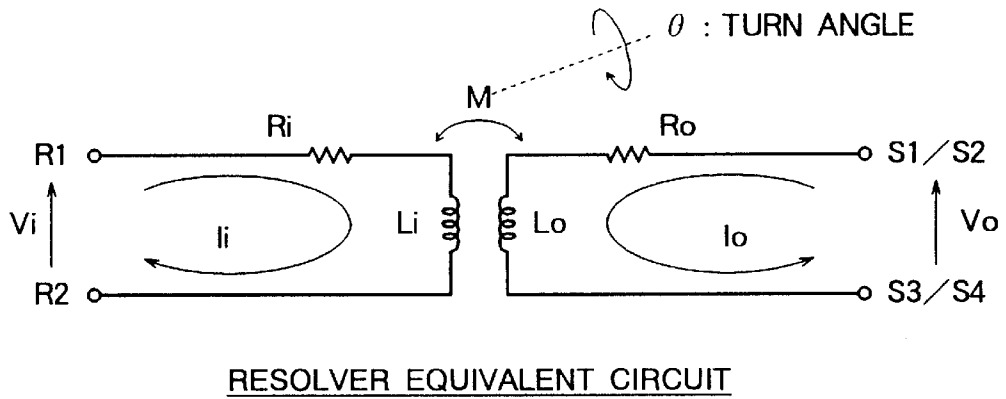 θ : TURN ANGLE
M
Ri
Ro
R1
S1/S2
Vi
Ii
Li
Lo
Io
Vo
R2
S3/S4
RESOLVER EQUIVALENT CIRCUIT